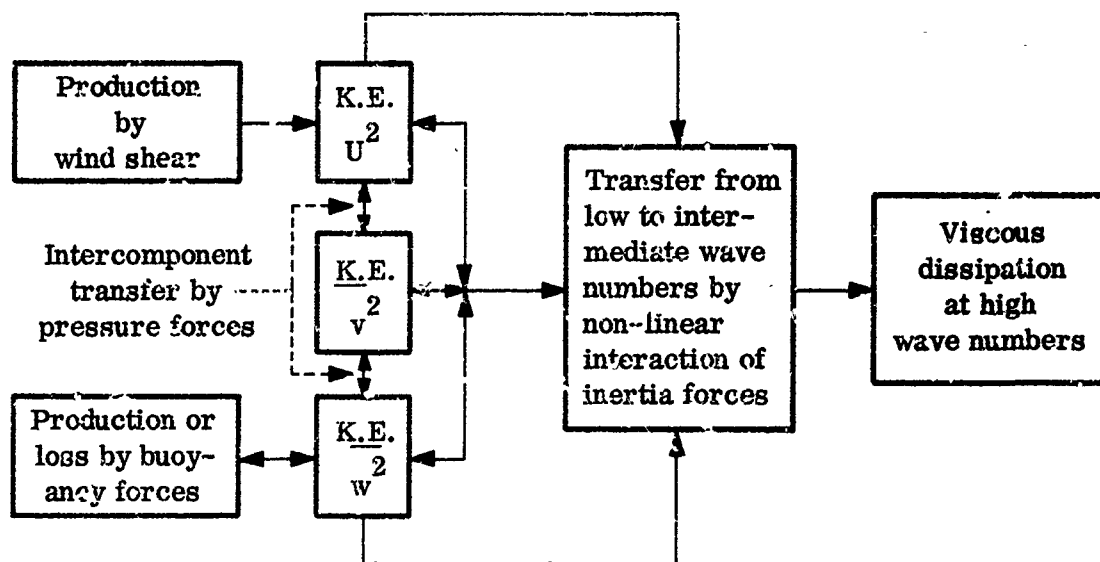 Production
by
wind shear
K.E.
U²
Intercomponent
transfer by
pressure forces
K.E.
v²
Production or
loss by buoy-
ancy forces
K.E.
w²
Transfer from
low to inter-
mediate wave
numbers by
non-linear
interaction of
inertia forces
Viscous
dissipation
at high
wave numbers